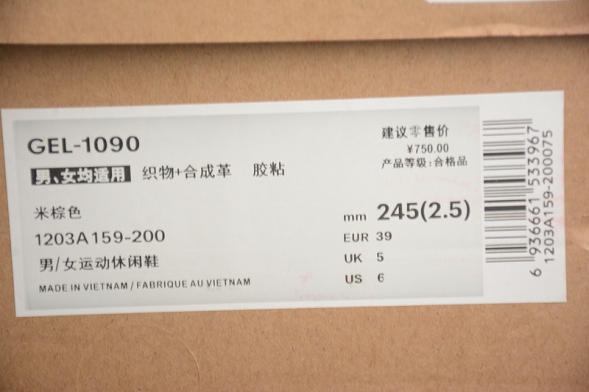 GEL-1090
男、女均适用 织物+合成革 胶粘
米棕色
1203A159-200
男/女运动休闲鞋
MADE IN VIETNAM / FABRIQUE AU VIETNAM
建议零售价
¥750.00
产品等级:合格品
mm 245(2.5)
EUR 39
UK 5
US 6
6 936661 533967
1203A159-200075